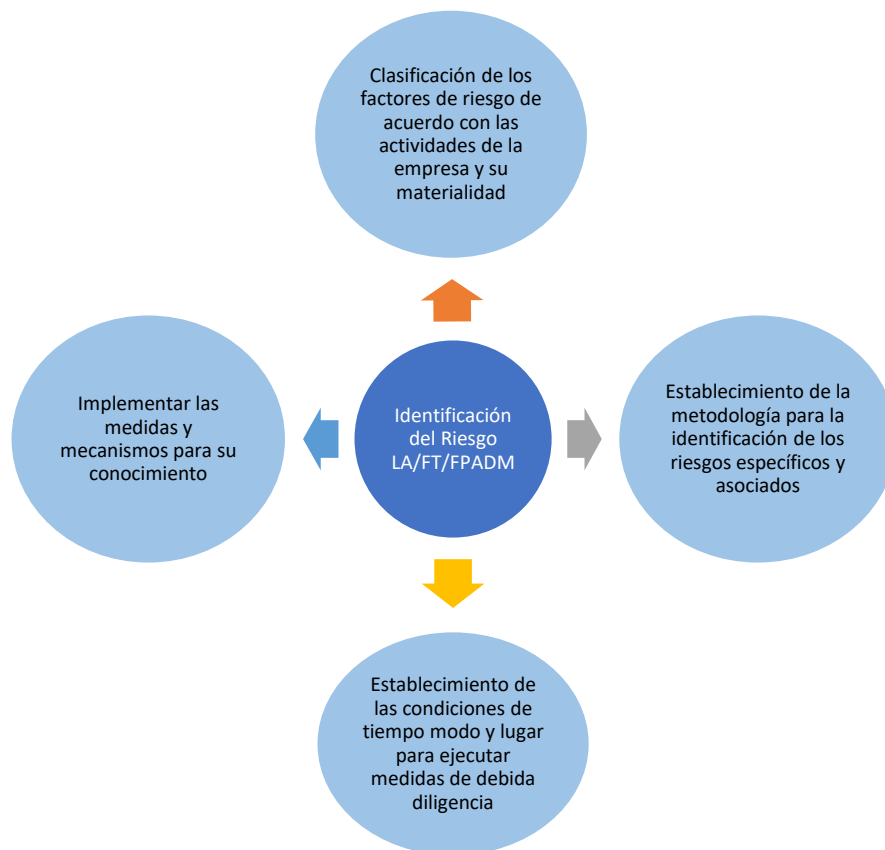 Clasificación de los
factores de riesgo de
acuerdo con las
actividades de la
empresa y su
materialidad
Implementar las
medidas y
mecanismos para su
conocimiento
Identificación
del Riesgo
LA/FT/FPADM
Establecimiento de la
metodología para la
identificación de los
riesgos específicos y
asociados
Establecimiento de
las condiciones de
tiempo modo y lugar
para ejecutar
medidas de debida
diligencia